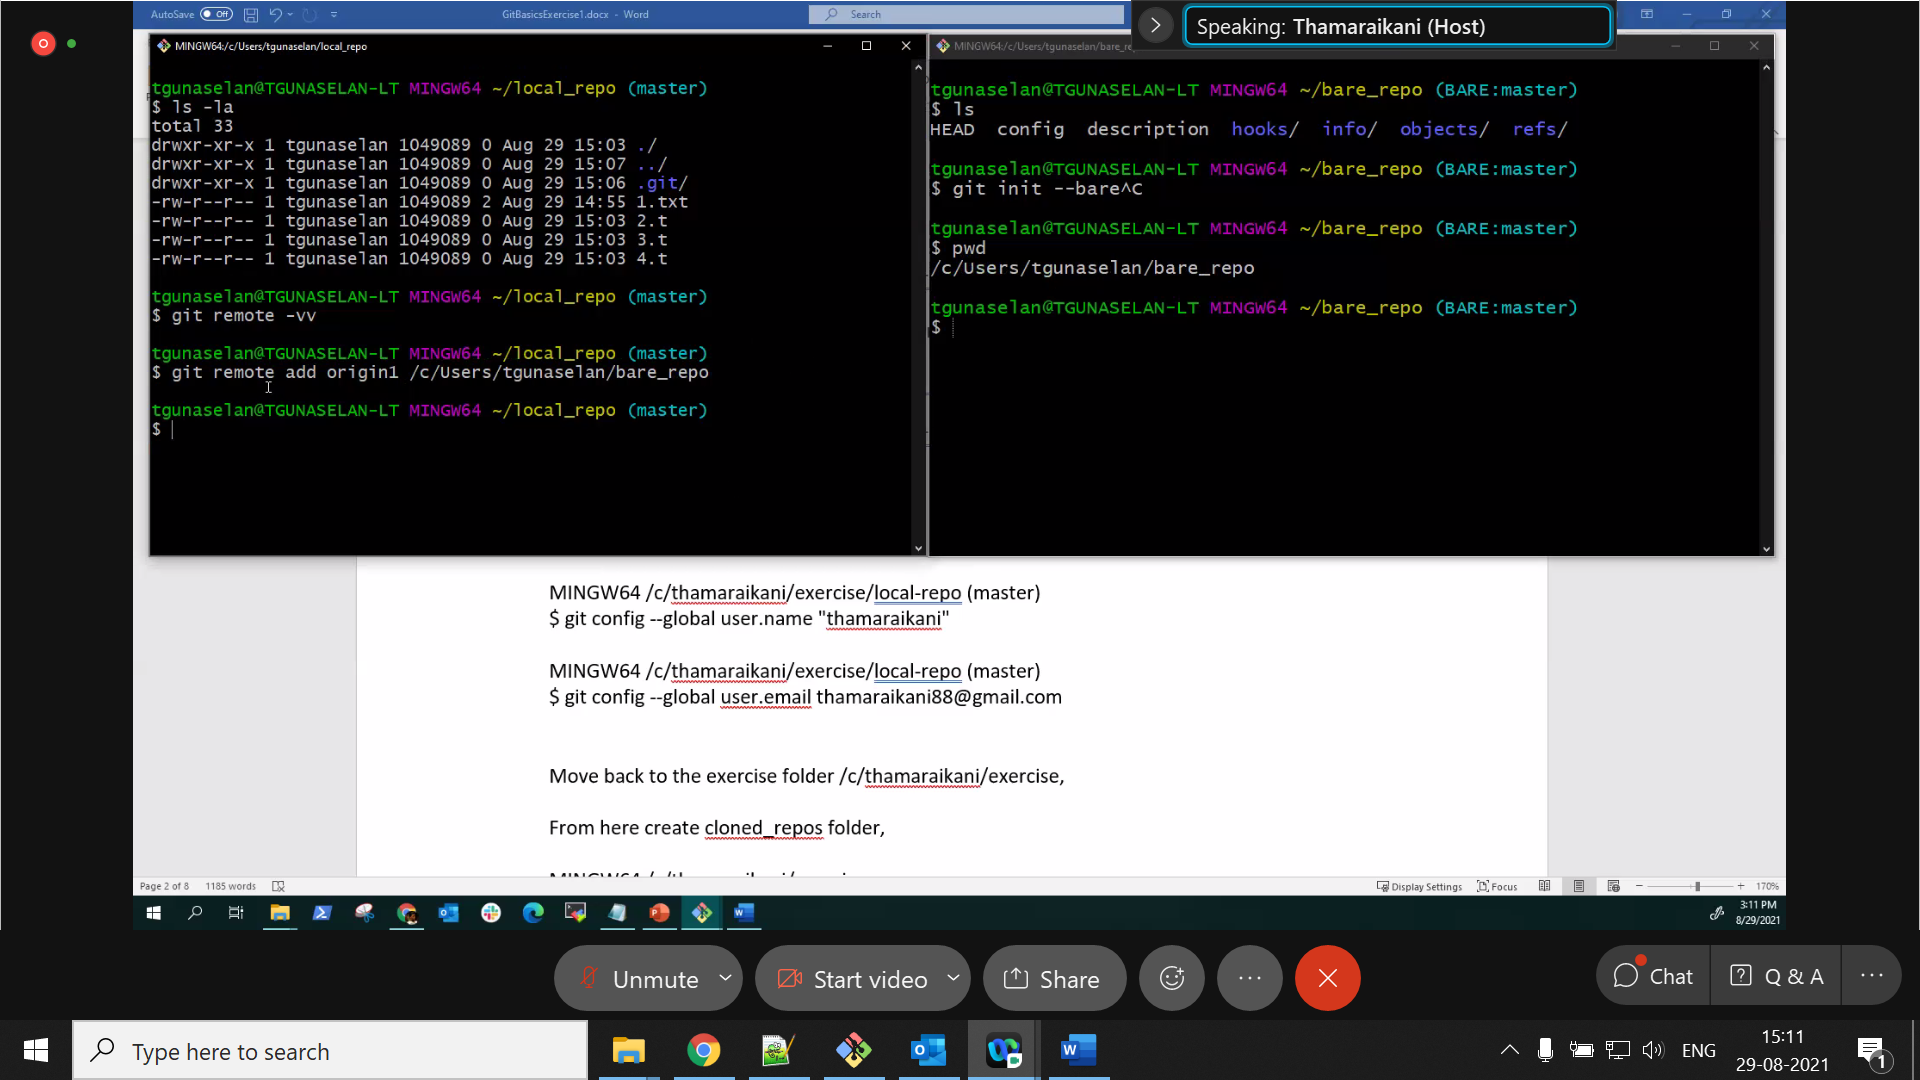 AutoSave Off
GitBasicsExercise1.docx - Word
Search
Speaking: Thamaraikani (Host)
MINGW64:/c/Users/tgunaselan/local_repo
tgunaselan@TGUNASELAN-LT MINGW64 ~/local_repo (master)
$ ls -la
total 33
drwxr-xr-x 1 tgunaselan 1049089 0 Aug 29 15:03 ./
drwxr-xr-x 1 tgunaselan 1049089 0 Aug 29 15:07 ../
drwxr-xr-x 1 tgunaselan 1049089 0 Aug 29 15:06 .git/
-rw-r--r-- 1 tgunaselan 1049089 2 Aug 29 14:55 1.txt
-rw-r--r-- 1 tgunaselan 1049089 0 Aug 29 15:03 2.t
-rw-r--r-- 1 tgunaselan 1049089 0 Aug 29 15:03 3.t
-rw-r--r-- 1 tgunaselan 1049089 0 Aug 29 15:03 4.t
tgunaselan@TGUNASELAN-LT MINGW64 ~/local_repo (master)
$ git remote -vv
tgunaselan@TGUNASELAN-LT MINGW64 ~/local_repo (master)
$ git remote add origin1 /c/Users/tgunaselan/bare_repo
tgunaselan@TGUNASELAN-LT MINGW64 ~/local_repo (master)
$
MINGW64:/c/Users/tgunaselan/bare_re
tgunaselan@TGUNASELAN-LT MINGW64 ~/bare_repo (BARE:master)
$ ls
HEAD config description hooks/ info/ objects/ refs/
tgunaselan@TGUNASELAN-LT MINGW64 ~/bare_repo (BARE:master)
$ git init --bare^C
tgunaselan@TGUNASELAN-LT MINGW64 ~/bare_repo (BARE:master)
$ pwd
/c/Users/tgunaselan/bare_repo
tgunaselan@TGUNASELAN-LT MINGW64 ~/bare_repo (BARE:master)
$
MINGW64 /c/thamaraikani/exercise/local-repo (master)
$ git config --global user.name "thamaraikani"
MINGW64 /c/thamaraikani/exercise/local-repo (master)
$ git config --global user.email thamaraikani88@gmail.com
Move back to the exercise folder /c/thamaraikani/exercise,
From here create cloned_repos folder,
Page 2 of 8
1185 words
Display Settings
Focus
170%
3:11 PM
8/29/2021
Unmute
Start video
Share
Chat
Q & A
Type here to search
ENG
15:11
29-08-2021
1